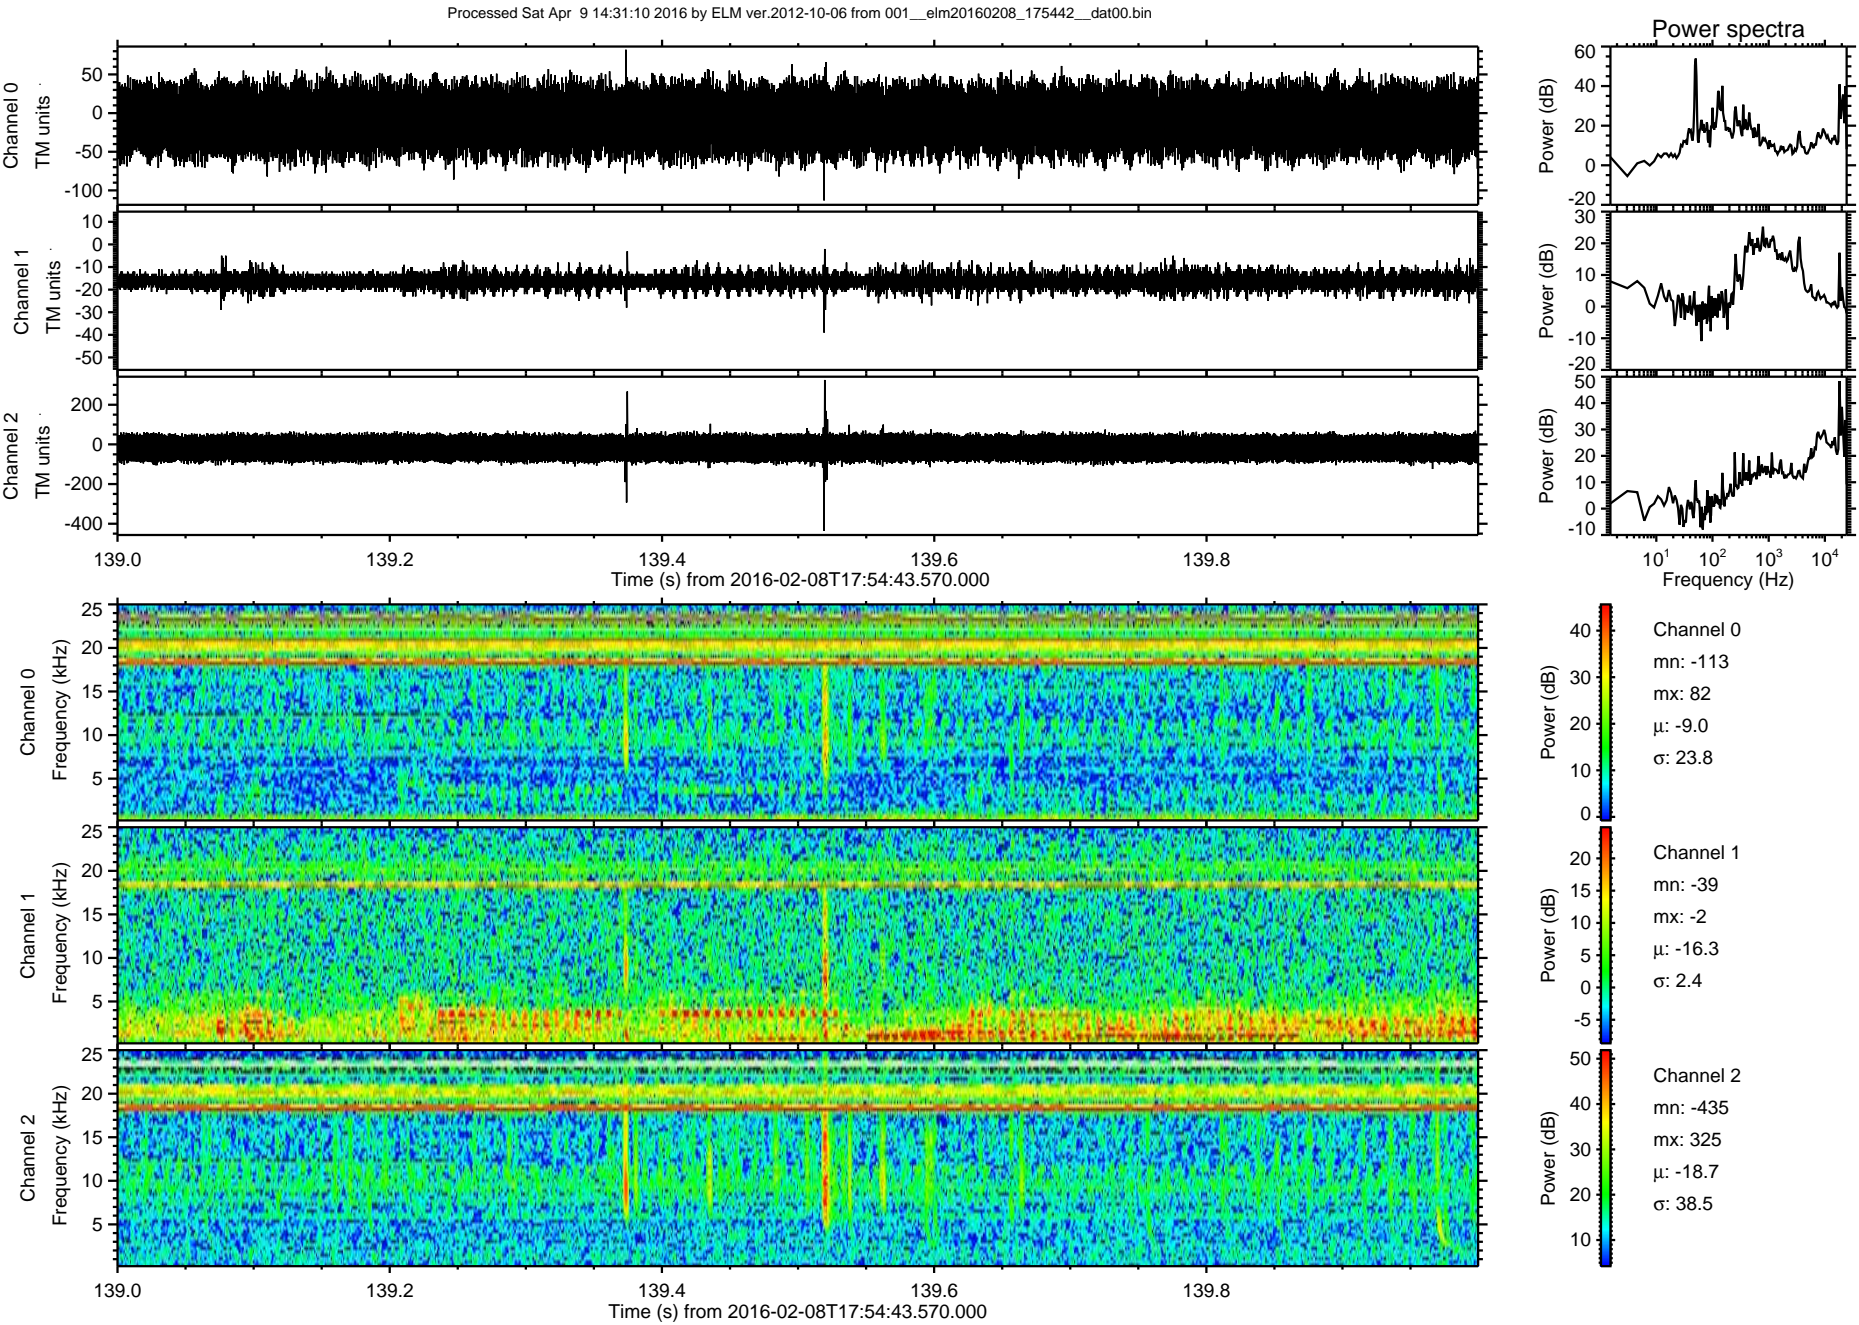 Processed Sat Apr  9 14:31:10 2016 by ELM ver.2012-10-06 from 001__elm20160208_175442__dat00.bin
Power spectra
Channel 0
TM units
50
0
-50
-100
Power (dB)
60
40
20
0
-20
Channel 1
TM units
10
0
-10
-20
-30
-40
-50
Power (dB)
30
20
10
0
-10
-20
Channel 2
TM units
200
0
-200
-400
Power (dB)
50
40
30
20
10
0
-10
139.0 139.2 139.4 139.6 139.8
Time (s) from 2016-02-08T17:54:43.570.000
10¹ 10² 10³ 10⁴
Frequency (Hz)
Channel 0
Frequency (kHz)
25
20
15
10
5
Power (dB)
40
30
20
10
0
Channel 0
mn: -113
mx: 82
μ: -9.0
σ: 23.8
Channel 1
Frequency (kHz)
25
20
15
10
5
Power (dB)
20
15
10
5
0
-5
Channel 1
mn: -39
mx: -2
μ: -16.3
σ: 2.4
Channel 2
Frequency (kHz)
25
20
15
10
5
Power (dB)
50
40
30
20
10
Channel 2
mn: -435
mx: 325
μ: -18.7
σ: 38.5
139.0 139.2 139.4 139.6 139.8
Time (s) from 2016-02-08T17:54:43.570.000